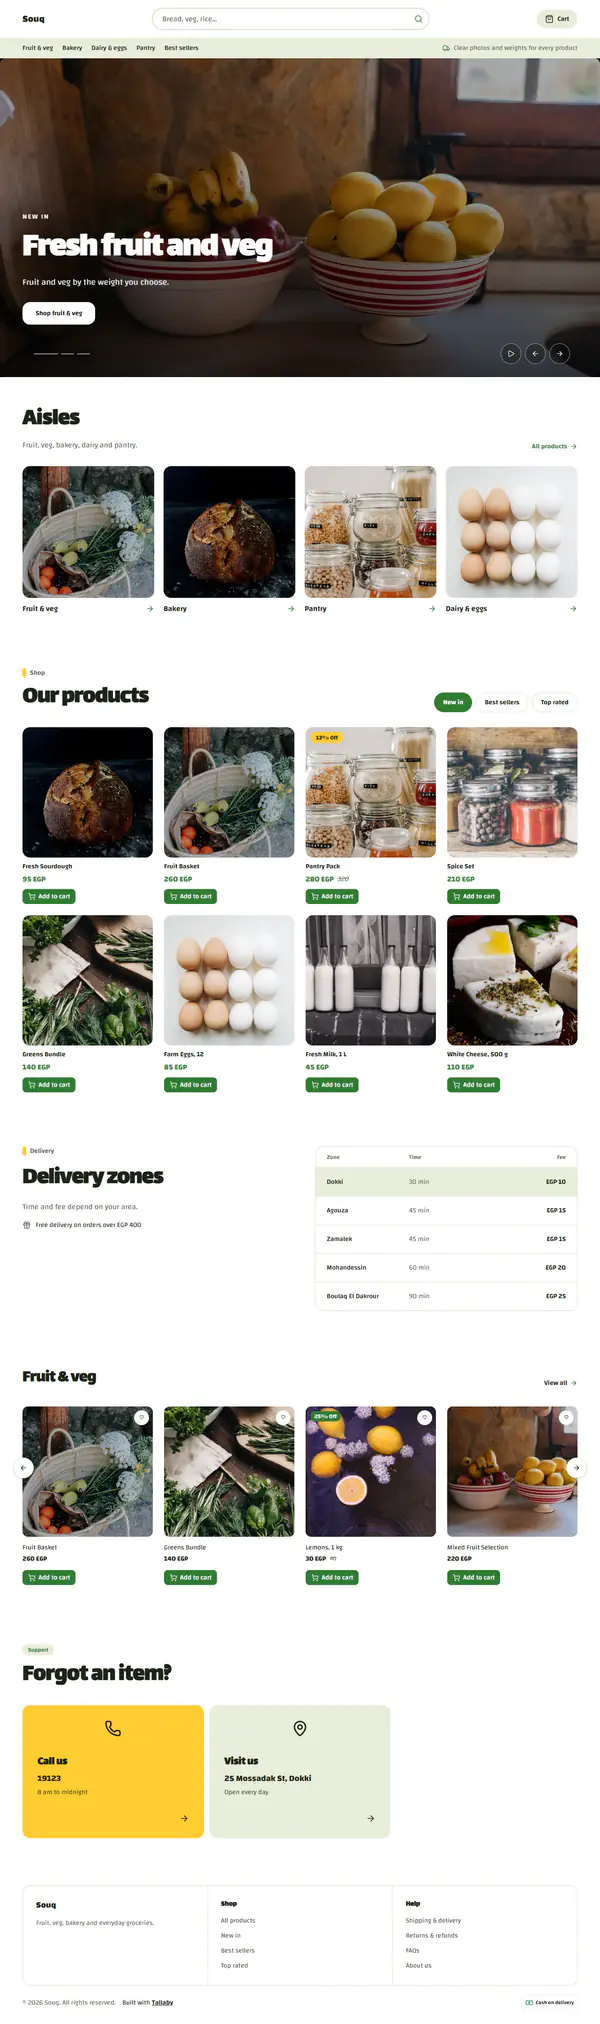 Souq
Bread, veg, rice...
Cart
Fruit & veg Bakery Dairy & eggs Pantry Best sellers
Clear photos and weights for every product
NEW IN
Fresh fruit and veg
Fruit and veg by the weight you choose.
Shop fruit & veg
Aisles
Fruit, veg, bakery, dairy and pantry.
All products
Fruit & veg
Bakery
Pantry
Dairy & eggs
Shop
Our products
New in Best sellers Top rated
13% Off
Fresh Sourdough
95 EGP
Add to cart
Fruit Basket
260 EGP
Add to cart
Pantry Pack
280 EGP 320
Add to cart
Spice Set
210 EGP
Add to cart
Greens Bundle
140 EGP
Add to cart
Farm Eggs, 12
85 EGP
Add to cart
Fresh Milk, 1 L
45 EGP
Add to cart
White Cheese, 500 g
110 EGP
Add to cart
Delivery
Delivery zones
Time and fee depend on your area.
Free delivery on orders over EGP 400
Zone Time Fee
Dokki 30 min EGP 10
Agouza 45 min EGP 15
Zamalek 45 min EGP 15
Mohandessin 60 min EGP 20
Boulaq El Dakrour 90 min EGP 25
Fruit & veg
View all
25% Off
Fruit Basket
260 EGP
Add to cart
Greens Bundle
140 EGP
Add to cart
Lemons, 1 kg
30 EGP 40
Add to cart
Mixed Fruit Selection
220 EGP
Add to cart
Support
Forgot an item?
Call us
19123
8 am to midnight
Visit us
25 Mossadak St, Dokki
Open every day
Souq
Fruit, veg, bakery and everyday groceries.
Shop
All products
New in
Best sellers
Top rated
Help
Shipping & delivery
Returns & refunds
FAQs
About us
© 2026 Souq. All rights reserved. Built with Tallaby
Cash on delivery